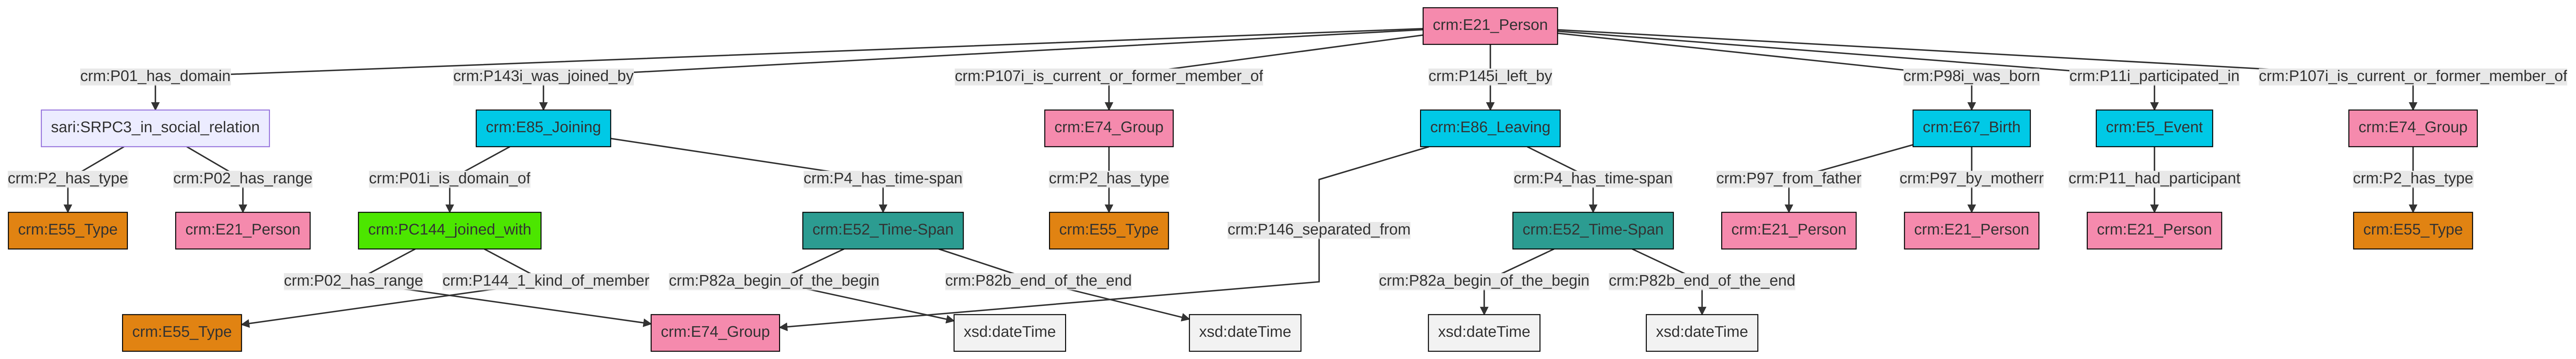 crm:E21_Person
crm:P01_has_domain
crm:P143i_was_joined_by
crm:P107i_is_current_or_former_member_of
crm:P145i_left_by
crm:P98i_was_born
crm:P11i_participated_in
crm:P107i_is_current_or_former_member_of
sari:SRPC3_in_social_relation
crm:E85_Joining
crm:E74_Group
crm:E86_Leaving
crm:E67_Birth
crm:E5_Event
crm:E74_Group
crm:P2_has_type
crm:P02_has_range
crm:P01i_is_domain_of
crm:P4_has_time-span
crm:P2_has_type
crm:P4_has_time-span
crm:P97_from_father
crm:P97_by_motherr
crm:P11_had_participant
crm:P2_has_type
crm:E55_Type
crm:E21_Person
crm:PC144_joined_with
crm:E52_Time-Span
crm:E55_Type
crm:P146_separated_from
crm:E52_Time-Span
crm:E21_Person
crm:E21_Person
crm:E21_Person
crm:E55_Type
crm:P02_has_range
crm:P144_1_kind_of_member
crm:P82a_begin_of_the_begin
crm:P82b_end_of_the_end
crm:P82a_begin_of_the_begin
crm:P82b_end_of_the_end
crm:E55_Type
crm:E74_Group
xsd:dateTime
xsd:dateTime
xsd:dateTime
xsd:dateTime